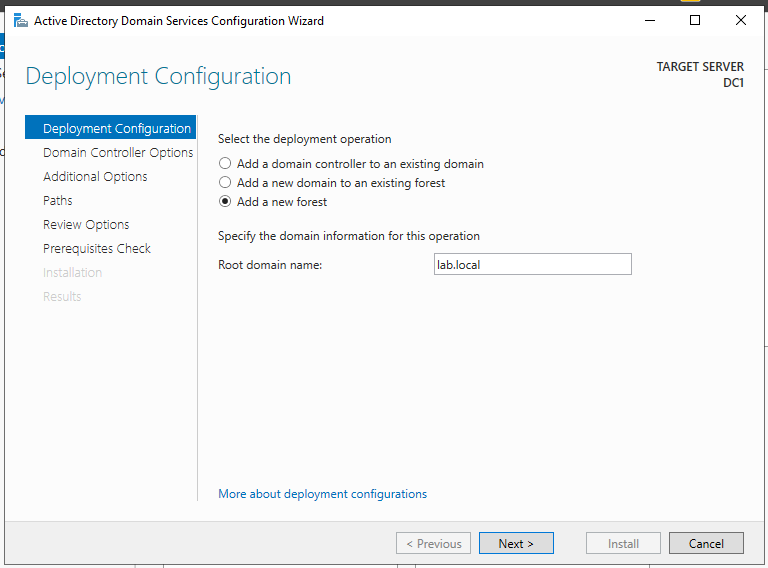 Active Directory Domain Services Configuration Wizard
Deployment Configuration
TARGET SERVER
DC1
Deployment Configuration
Domain Controller Options
Additional Options
Paths
Review Options
Prerequisites Check
Installation
Results
Select the deployment operation
Add a domain controller to an existing domain
Add a new domain to an existing forest
Add a new forest
Specify the domain information for this operation
Root domain name: lab.local
More about deployment configurations
< Previous Next > Install Cancel